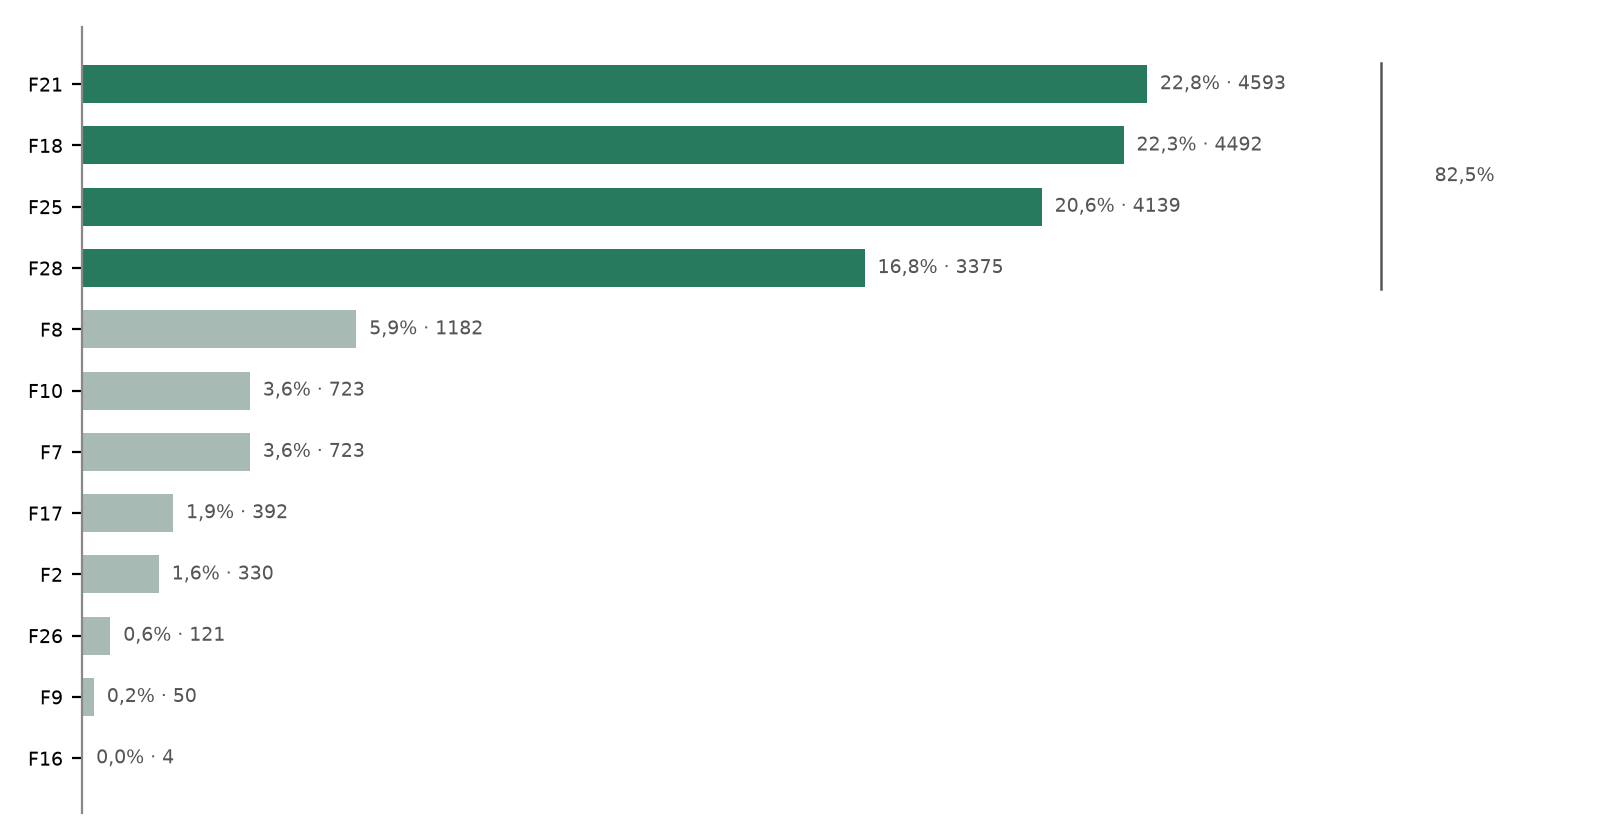 F21 22,8% · 4593
F18 22,3% · 4492
82,5%
F25 20,6% · 4139
F28 16,8% · 3375
F8 5,9% · 1182
F10 3,6% · 723
F7 3,6% · 723
F17 1,9% · 392
F2 1,6% · 330
F26 0,6% · 121
F9 0,2% · 50
F16 0,0% · 4